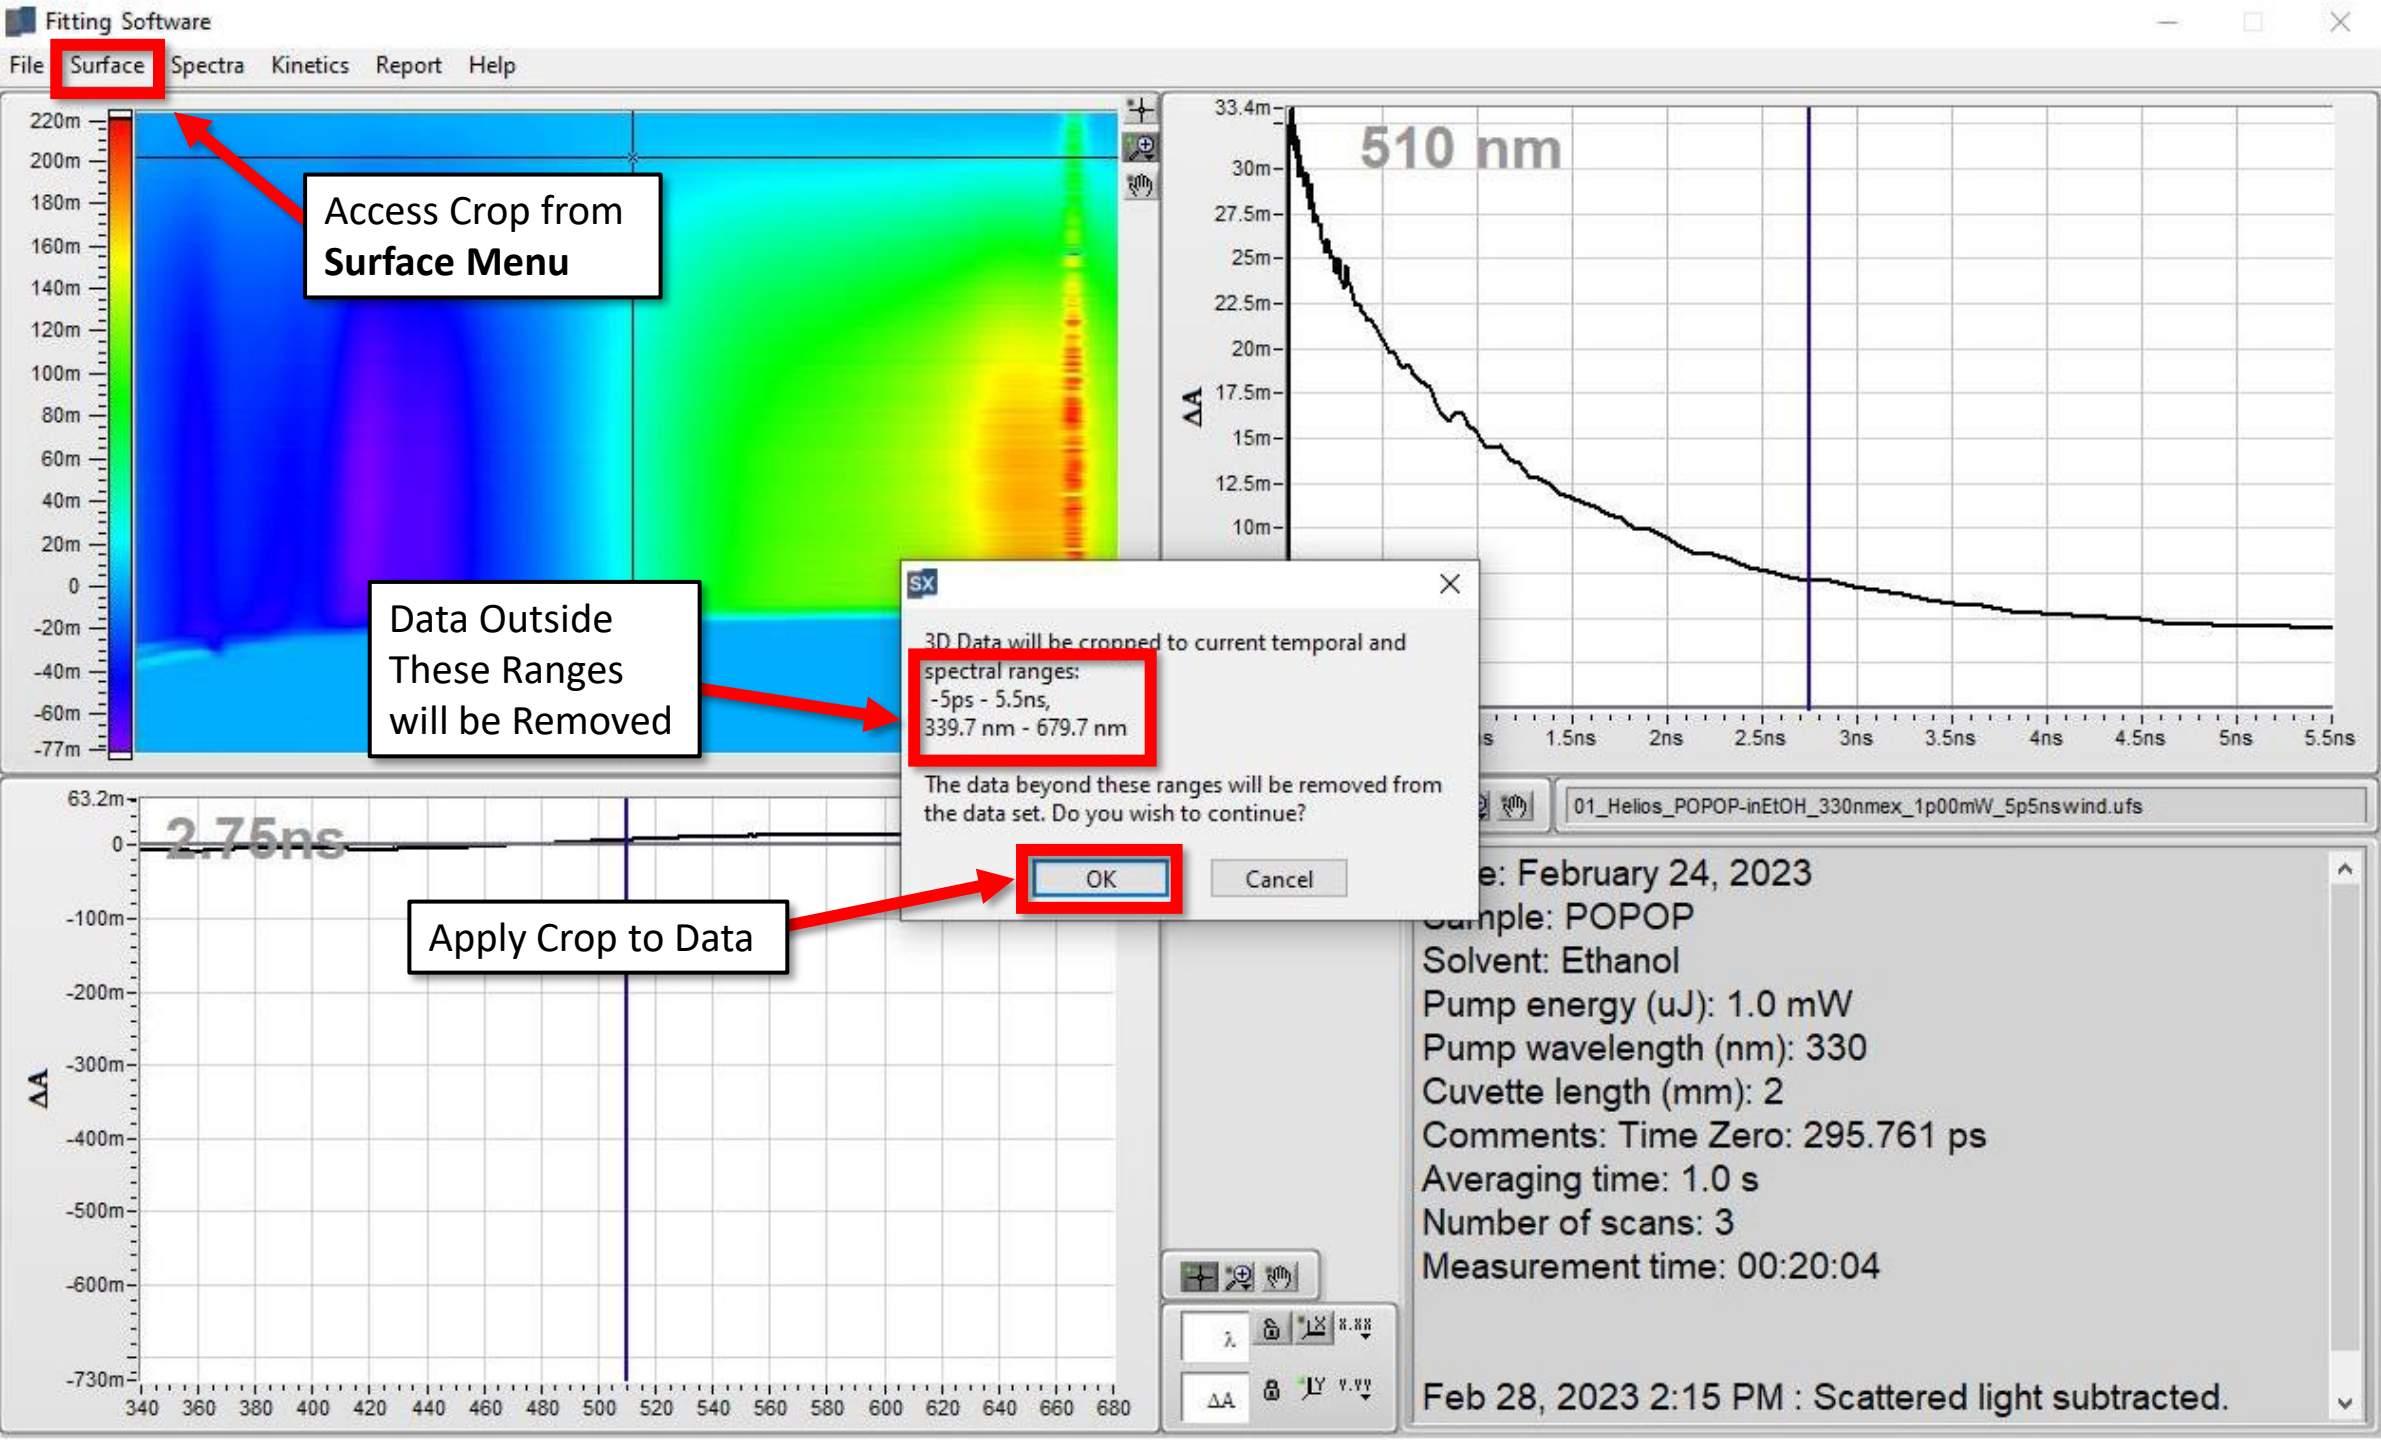 Fitting Software
File Surface Spectra Kinetics Report Help
220m
200m
180m
160m
140m
120m
100m
80m
60m
40m
20m
0
-20m
-40m
-60m
-77m
Access Crop from
Surface Menu
Data Outside
These Ranges
will be Removed
510 nm
33.4m
30m
27.5m
25m
22.5m
20m
17.5m
15m
12.5m
10m
ΔA
1.5ns 2ns 2.5ns 3ns 3.5ns 4ns 4.5ns 5ns 5.5ns
SX
3D Data will be cropped to current temporal and
spectral ranges:
-5ps - 5.5ns,
339.7 nm - 679.7 nm
The data beyond these ranges will be removed from
the data set. Do you wish to continue?
OK Cancel
Apply Crop to Data
2.75ns
63.2m
0
-100m
-200m
-300m
-400m
-500m
-600m
-730m
ΔA
340 360 380 400 420 440 460 480 500 520 540 560 580 600 620 640 660 680
01_Helios_POPOP-inEtOH_330nmex_1p00mW_5p5nswind.ufs
e: February 24, 2023
Sample: POPOP
Solvent: Ethanol
Pump energy (uJ): 1.0 mW
Pump wavelength (nm): 330
Cuvette length (mm): 2
Comments: Time Zero: 295.761 ps
Averaging time: 1.0 s
Number of scans: 3
Measurement time: 00:20:04
Feb 28, 2023 2:15 PM : Scattered light subtracted.
λ X 8.88
ΔA Y Y.YY